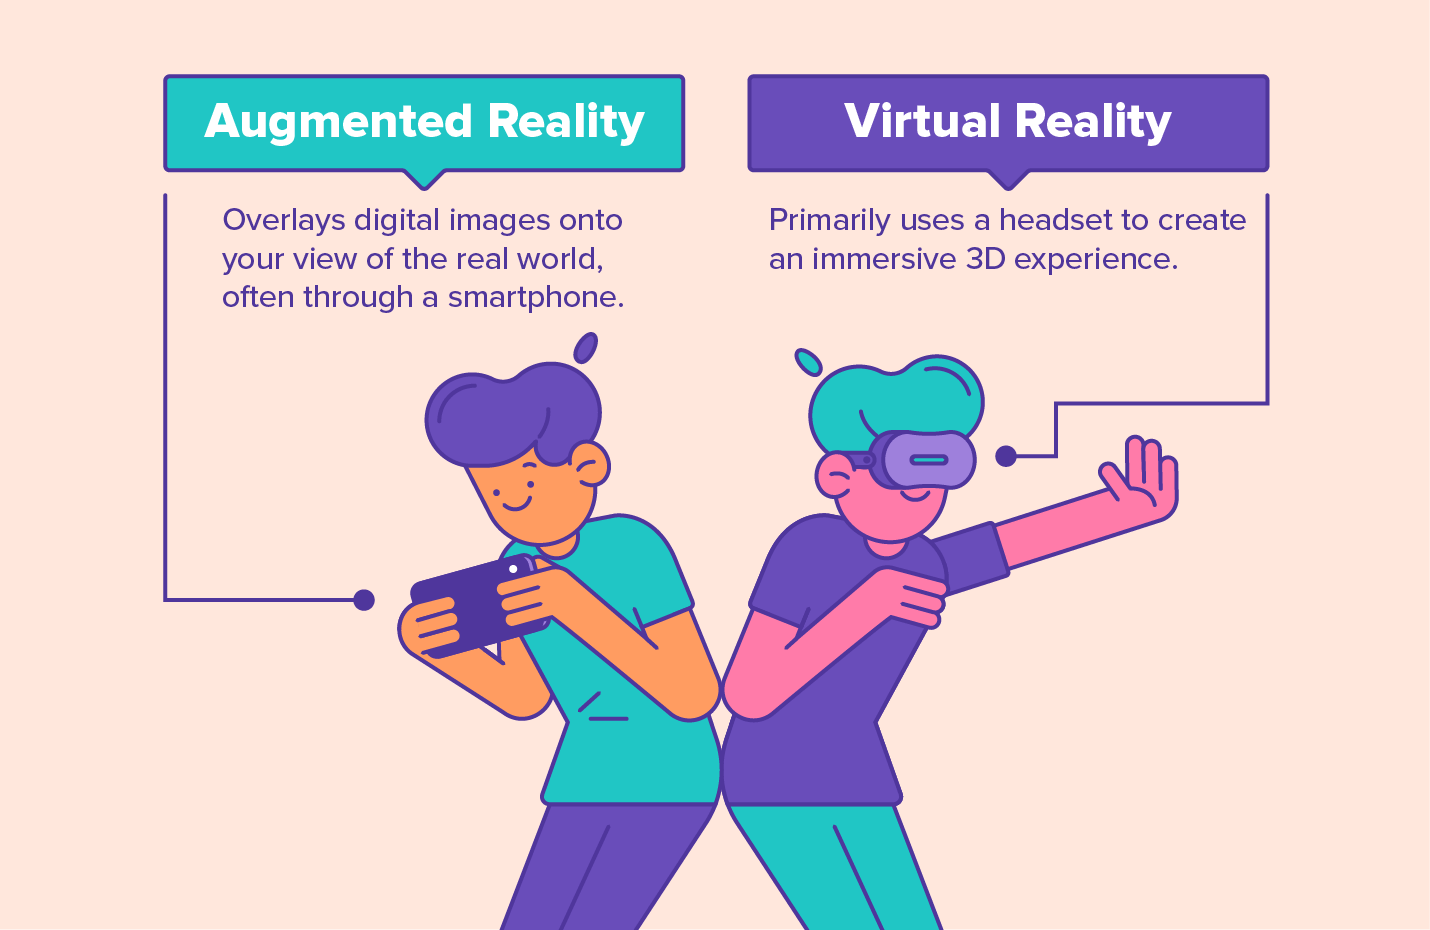 Augmented Reality
Overlays digital images onto
your view of the real world,
often through a smartphone.
Virtual Reality
Primarily uses a headset to create
an immersive 3D experience.